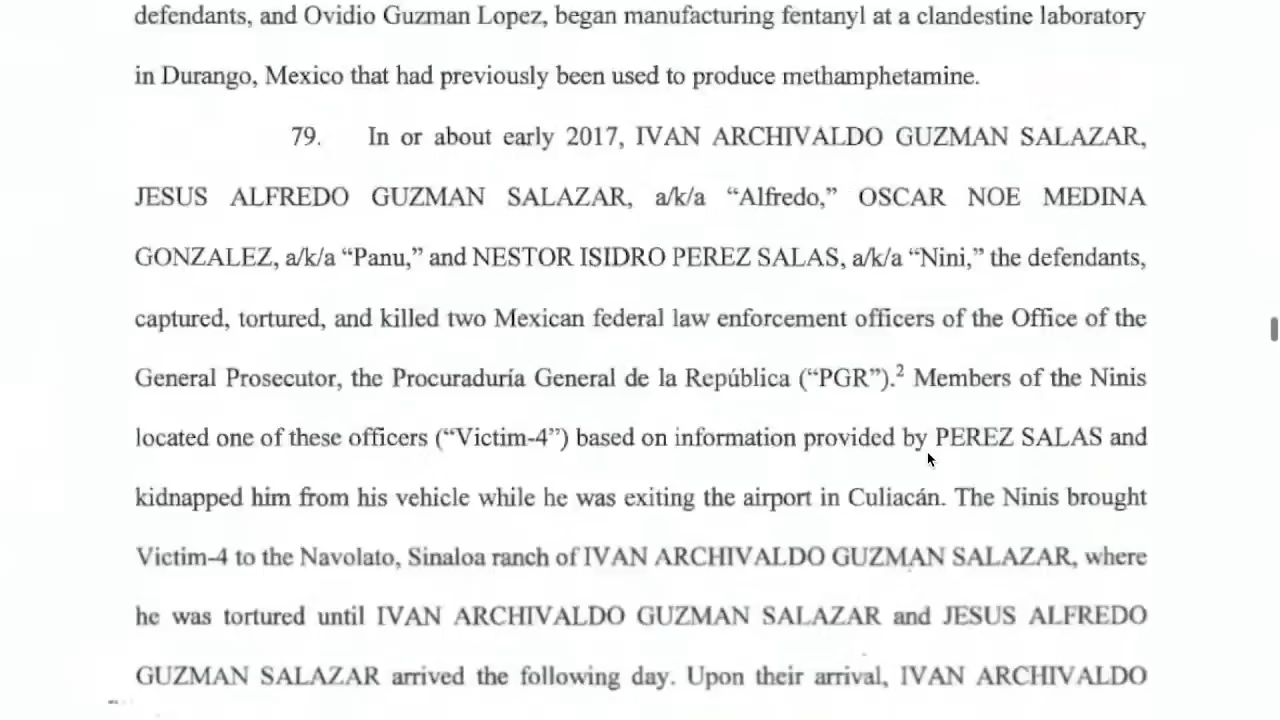 defendants, and Ovidio Guzman Lopez, began manufacturing fentanyl at a clandestine laboratory
in Durango, Mexico that had previously been used to produce methamphetamine.
79. In or about early 2017, IVAN ARCHIVALDO GUZMAN SALAZAR,
JESUS ALFREDO GUZMAN SALAZAR, a/k/a “Alfredo,” OSCAR NOE MEDINA
GONZALEZ, a/k/a “Panu,” and NESTOR ISIDRO PEREZ SALAS, a/k/a “Nini,” the defendants,
captured, tortured, and killed two Mexican federal law enforcement officers of the Office of the
General Prosecutor, the Procuraduría General de la República (“PGR”).² Members of the Ninis
located one of these officers (“Victim-4”) based on information provided by PEREZ SALAS and
kidnapped him from his vehicle while he was exiting the airport in Culiacán. The Ninis brought
Victim-4 to the Navolato, Sinaloa ranch of IVAN ARCHIVALDO GUZMAN SALAZAR, where
he was tortured until IVAN ARCHIVALDO GUZMAN SALAZAR and JESUS ALFREDO
GUZMAN SALAZAR arrived the following day. Upon their arrival, IVAN ARCHIVALDO